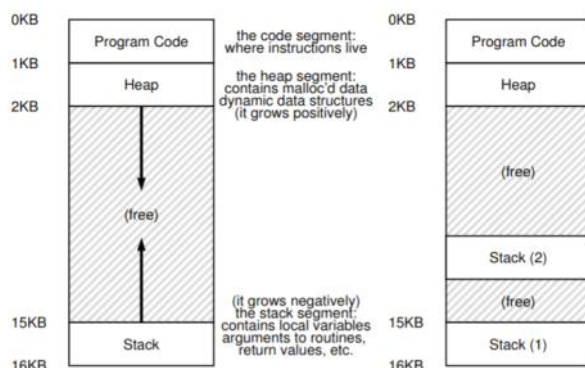 0KB
Program Code
the code segment:
where instructions live
1KB
Heap
the heap segment:
contains malloc'd data
dynamic data structures
(it grows positively)
2KB
(free)
(it grows negatively)
the stack segment:
contains local variables
arguments to routines,
return values, etc.
15KB
Stack
16KB
0KB
Program Code
1KB
Heap
2KB
(free)
Stack (2)
(free)
15KB
Stack (1)
16KB